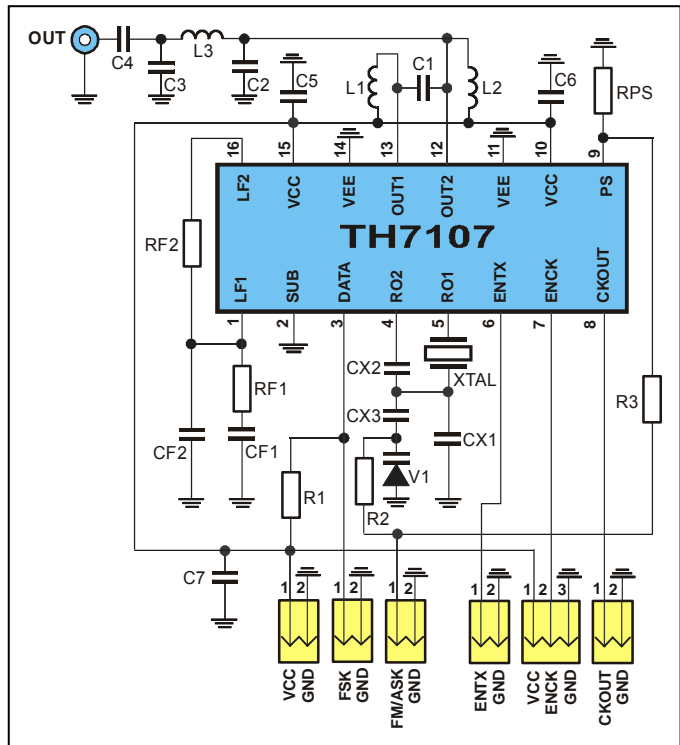 OUT
C4
C3
L3
C2
C5
L1
C1
L2
C6
RPS
16
15
14
13
12
11
10
9
LF2
VCC
VEE
OUT1
OUT2
VEE
VCC
PS
TH7107
LF1
SUB
DATA
RO2
RO1
ENTX
ENCK
CKOUT
1
2
3
4
5
6
7
8
RF2
RF1
CX2
XTAL
CX3
CX1
R3
CF2
CF1
R1
R2
V1
C7
1 2
1 2
1 2
1 2
1 2 3
1 2
VCC
GND
FSK
GND
FM/ASK
GND
ENTX
GND
VCC
ENCK
GND
CKOUT
GND